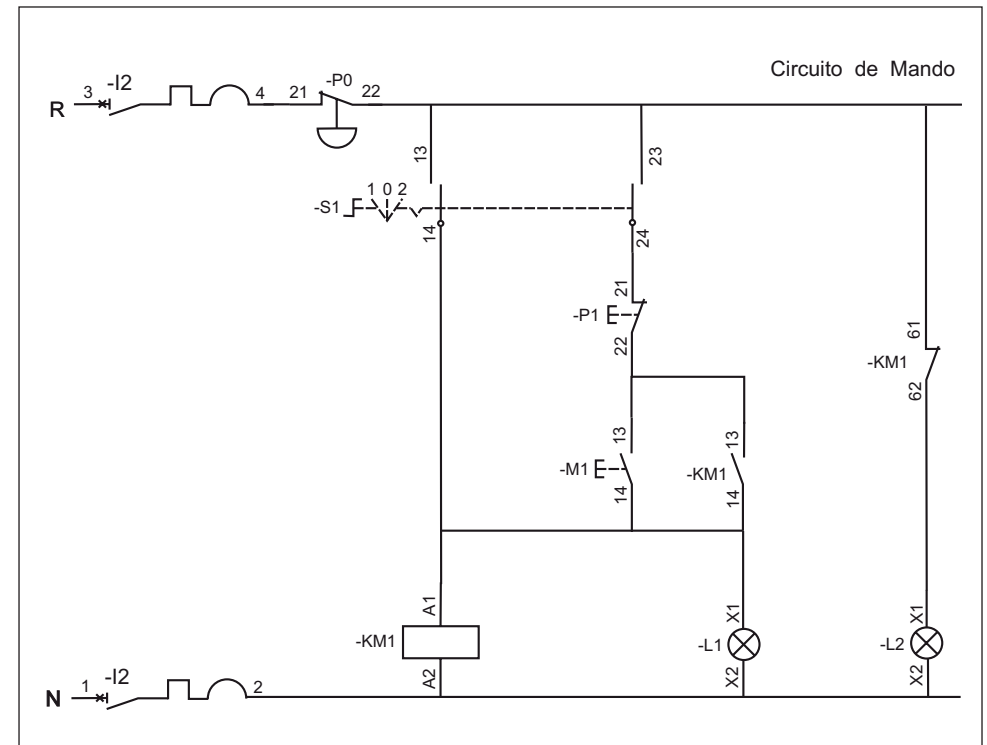 Circuito de Mando
R 3 -I2 4 21 -P0 22
13 23
-S1 1 0 2
14 24
21
-P1
22
61
-KM1
62
13 13
-M1 -KM1
14 14
A1 X1 X1
-KM1 -L1 -L2
A2 X2 X2
N 1 -I2 2